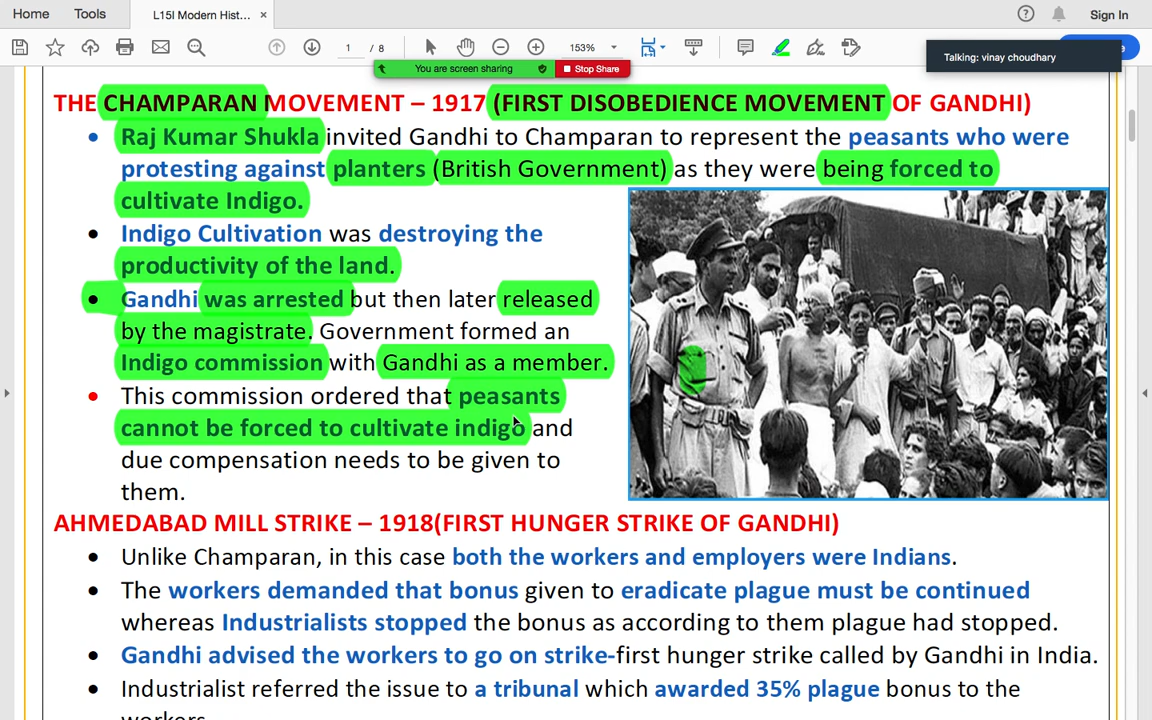 Home Tools L15I Modern Hist... × Sign In
1 / 8 153%
Talking: vinay choudhary
You are screen sharing Stop Share
THE CHAMPARAN MOVEMENT – 1917 (FIRST DISOBEDIENCE MOVEMENT OF GANDHI)
• Raj Kumar Shukla invited Gandhi to Champaran to represent the peasants who were
protesting against planters (British Government) as they were being forced to
cultivate Indigo.
• Indigo Cultivation was destroying the
productivity of the land.
• Gandhi was arrested but then later released
by the magistrate. Government formed an
Indigo commission with Gandhi as a member.
• This commission ordered that peasants
cannot be forced to cultivate indigo and
due compensation needs to be given to
them.
AHMEDABAD MILL STRIKE – 1918(FIRST HUNGER STRIKE OF GANDHI)
• Unlike Champaran, in this case both the workers and employers were Indians.
• The workers demanded that bonus given to eradicate plague must be continued
whereas Industrialists stopped the bonus as according to them plague had stopped.
• Gandhi advised the workers to go on strike-first hunger strike called by Gandhi in India.
• Industrialist referred the issue to a tribunal which awarded 35% plague bonus to the
workers.